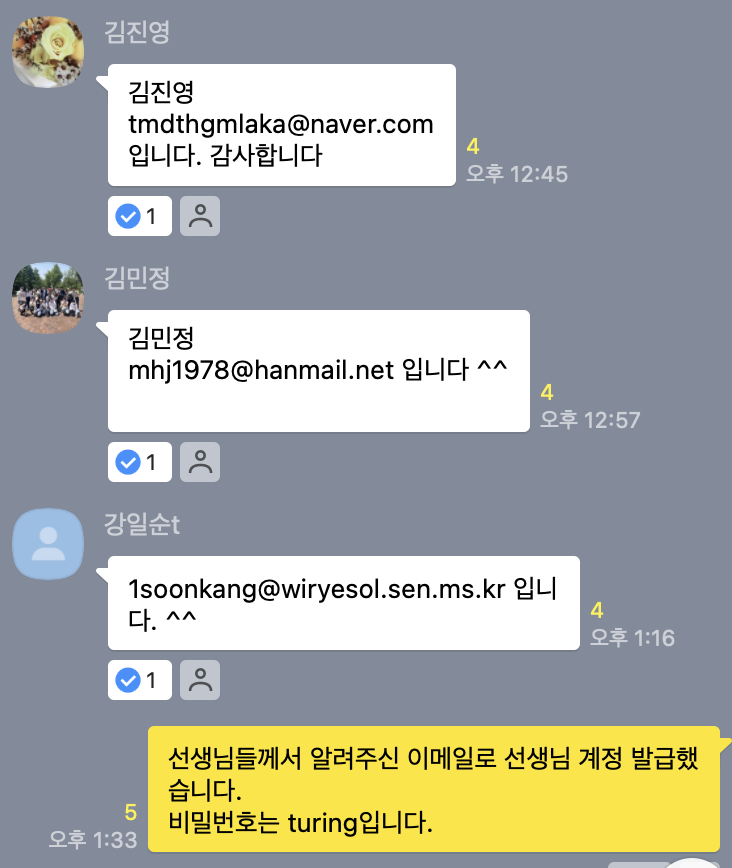 김진영
김진영
tmdthgmlaka@naver.com
입니다. 감사합니다
4
오후 12:45
1
김민정
김민정
mhj1978@hanmail.net 입니다 ^^
4
오후 12:57
1
강일순t
1soonkang@wiryesol.sen.ms.kr 입니
다. ^^
4
오후 1:16
1
선생님들께서 알려주신 이메일로 선생님 계정 발급했
습니다.
비밀번호는 turing입니다.
5
오후 1:33